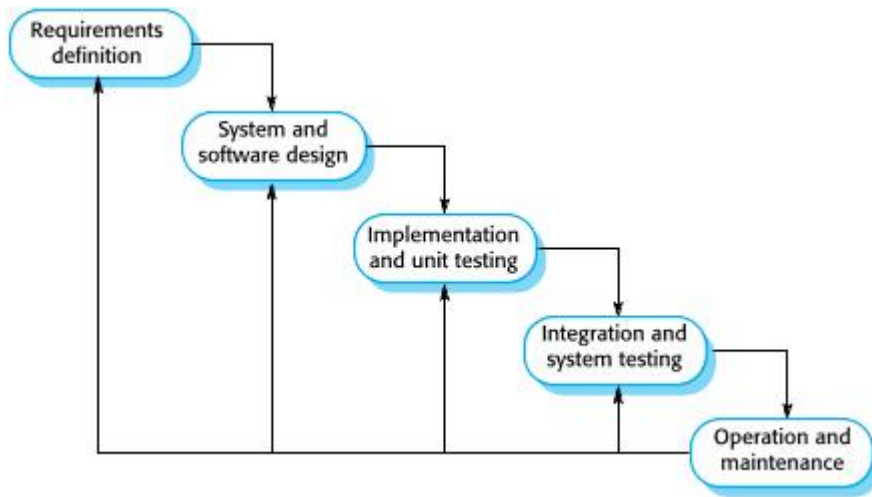 Requirements
definition
System and
software design
Implementation
and unit testing
Integration and
system testing
Operation and
maintenance